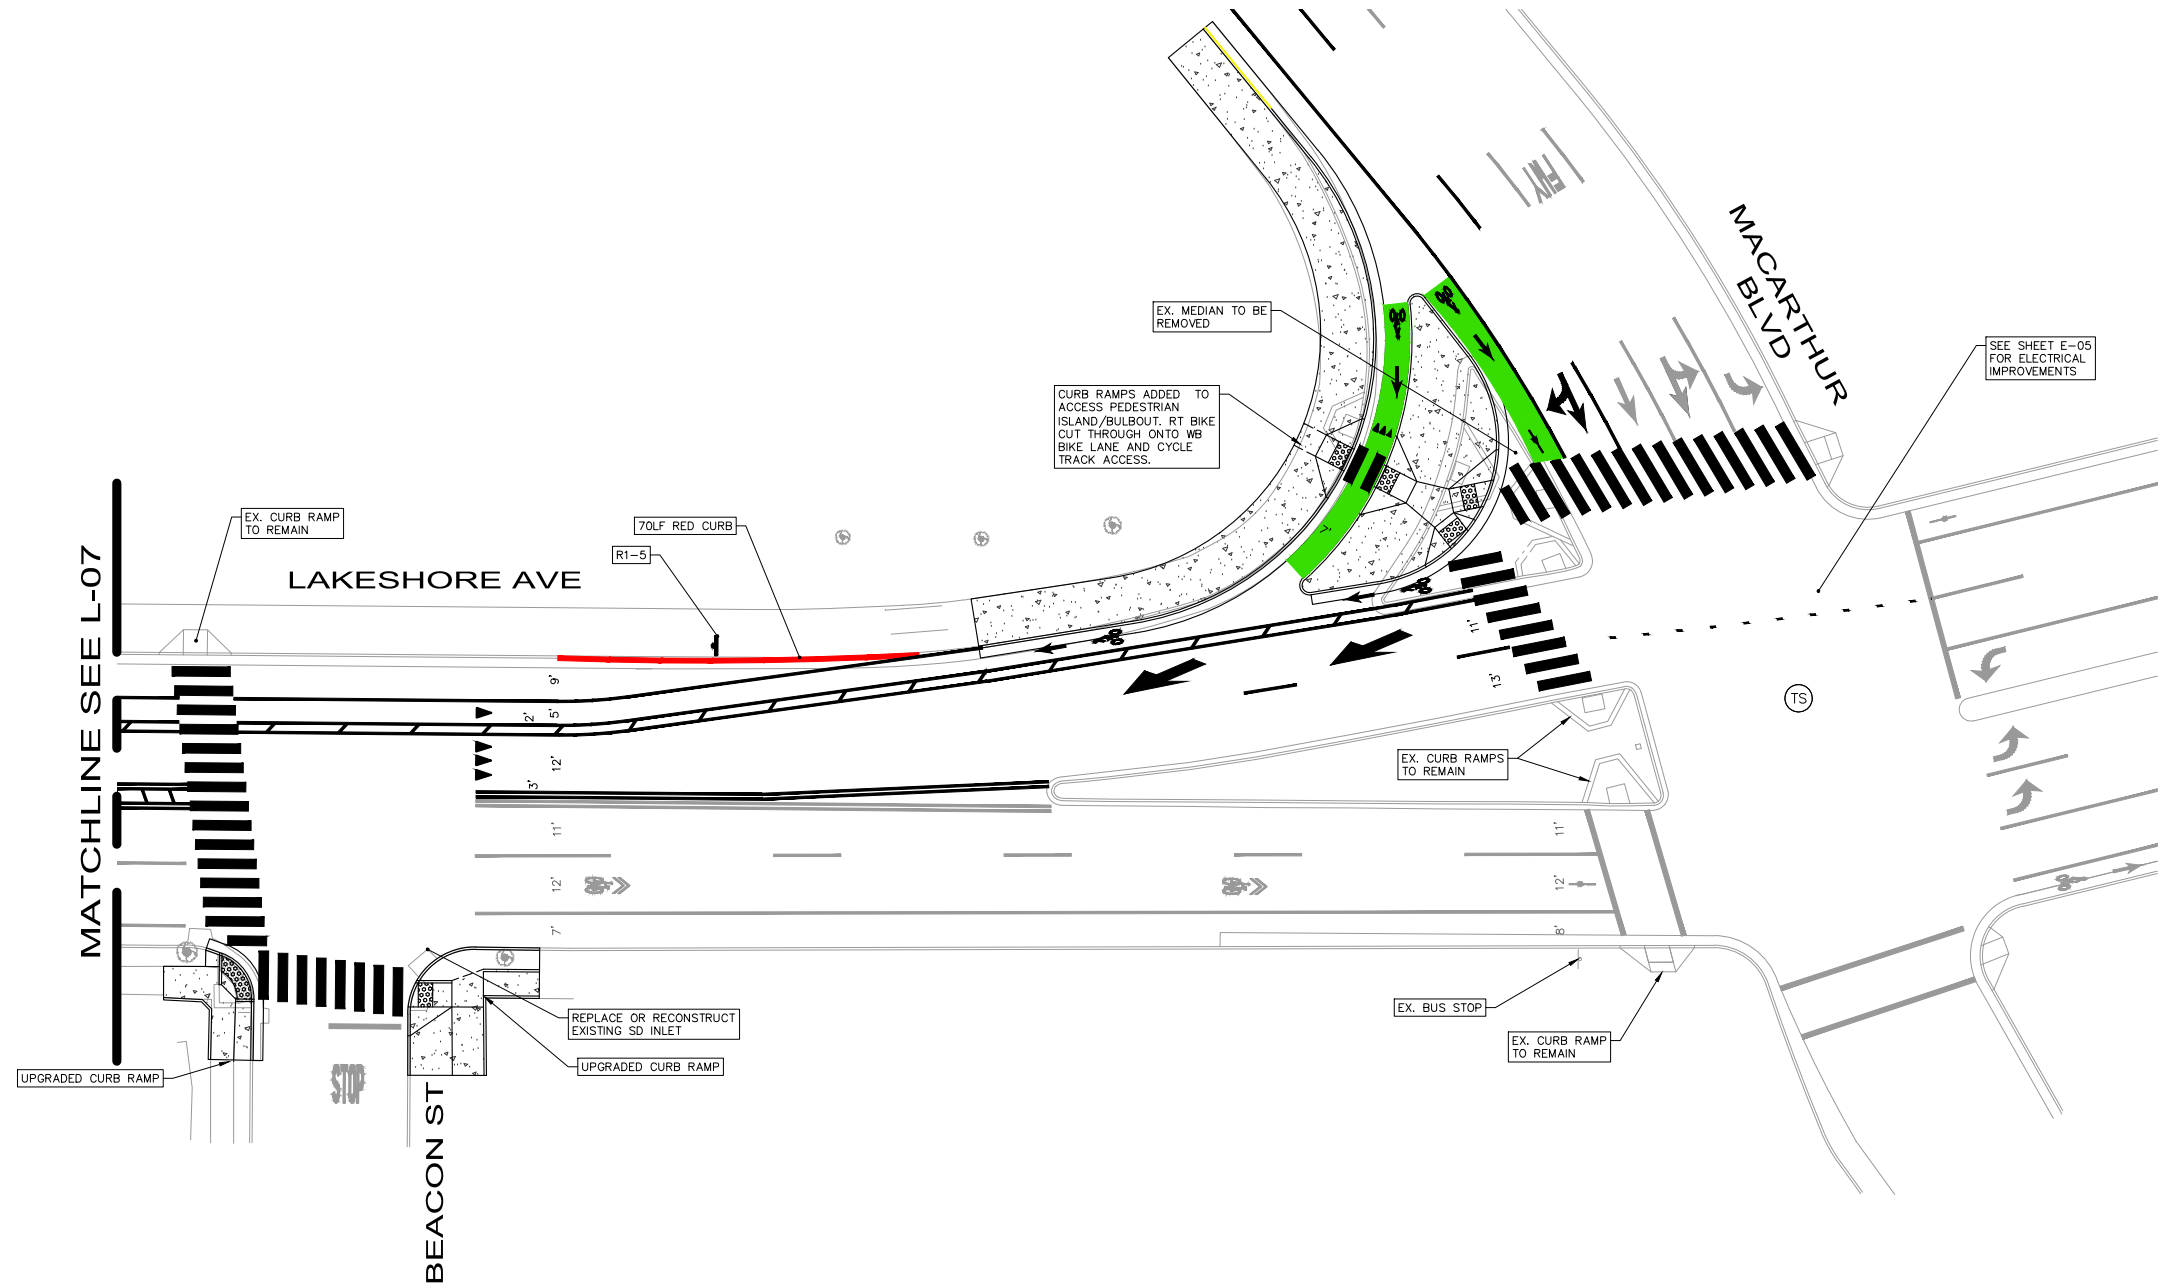 FWY
MACARTHUR
BLVD
EX. MEDIAN TO BE
REMOVED
SEE SHEET E-05
FOR ELECTRICAL
IMPROVEMENTS
CURB RAMPS ADDED TO
ACCESS PEDESTRIAN
ISLAND/BULBOUT. RT BIKE
CUT THROUGH ONTO WB
BIKE LANE AND CYCLE
TRACK ACCESS.
MATCHLINE SEE L-07
EX. CURB RAMP
TO REMAIN
70LF RED CURB
R1-5
LAKESHORE AVE
7'
11'
13'
9'
5'
2'
12'
3'
11'
12'
7'
TS
EX. CURB RAMPS
TO REMAIN
11'
12'
8'
EX. BUS STOP
EX. CURB RAMP
TO REMAIN
REPLACE OR RECONSTRUCT
EXISTING SD INLET
UPGRADED CURB RAMP
UPGRADED CURB RAMP
STOP
BEACON ST